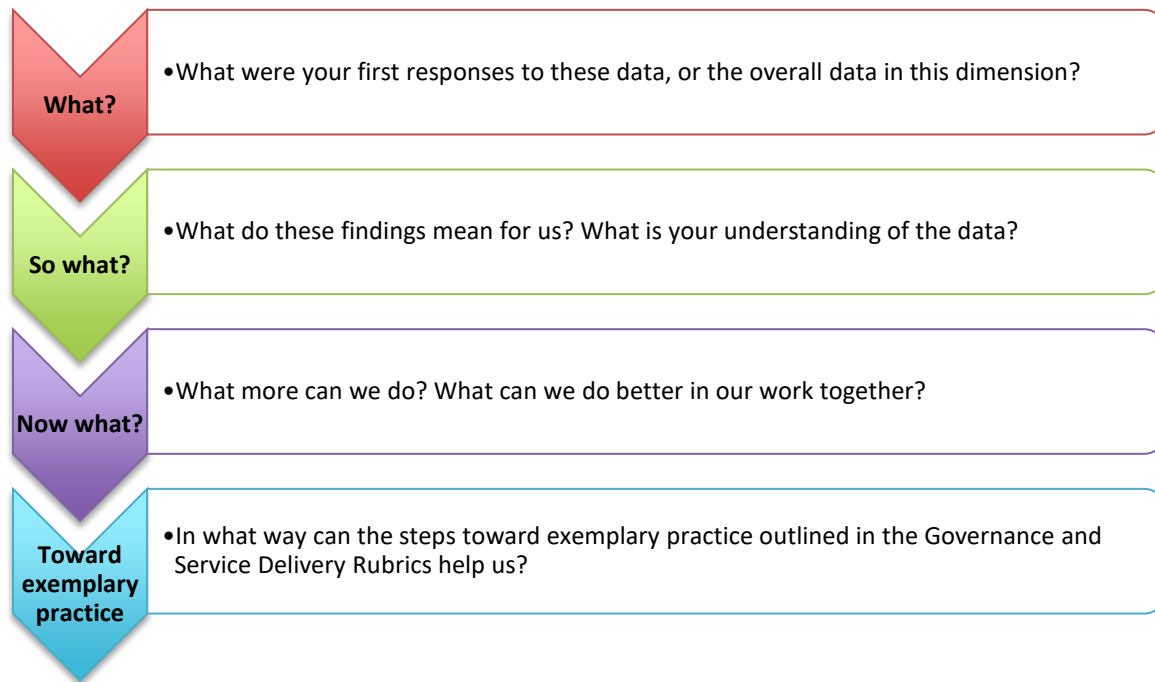 What?
•What were your first responses to these data, or the overall data in this dimension?
So what?
•What do these findings mean for us? What is your understanding of the data?
Now what?
•What more can we do? What can we do better in our work together?
Toward
exemplary
practice
•In what way can the steps toward exemplary practice outlined in the Governance and
Service Delivery Rubrics help us?